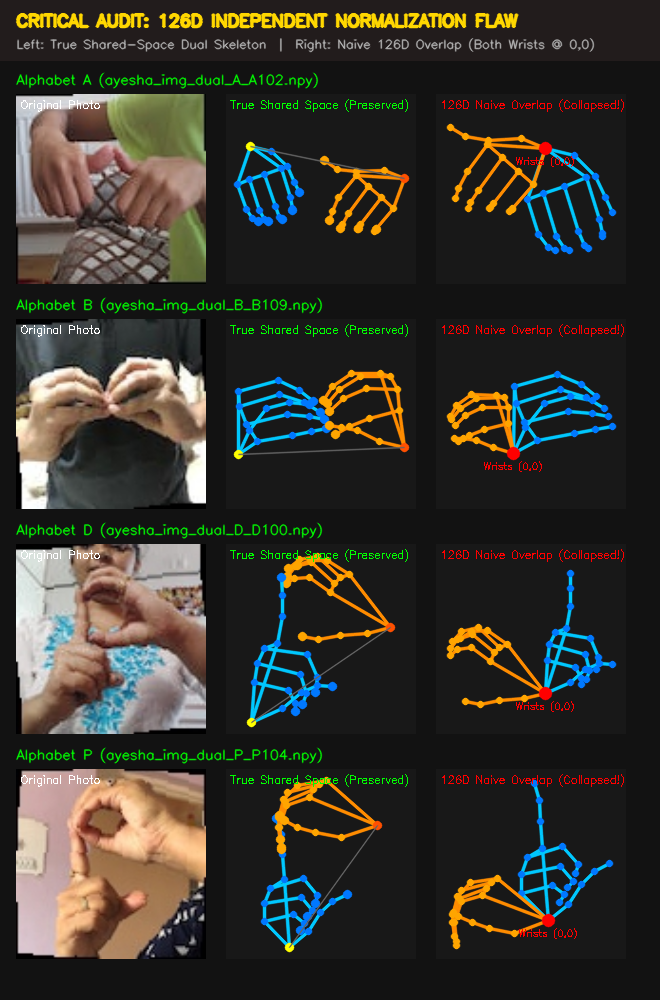 CRITICAL AUDIT: 126D INDEPENDENT NORMALIZATION FLAW
Left: True Shared-Space Dual Skeleton | Right: Naive 126D Overlap (Both Wrists @ 0,0)
Alphabet A (ayesha_img_dual_A_A102.npy)
Original Photo
True Shared Space (Preserved)
126D Naive Overlap (Collapsed!)
Wrists (0,0)
Alphabet B (ayesha_img_dual_B_B109.npy)
Original Photo
True Shared Space (Preserved)
126D Naive Overlap (Collapsed!)
Wrists (0,0)
Alphabet D (ayesha_img_dual_D_D100.npy)
Original Photo
True Shared Space (Preserved)
126D Naive Overlap (Collapsed!)
Wrists (0,0)
Alphabet P (ayesha_img_dual_P_P104.npy)
Original Photo
True Shared Space (Preserved)
126D Naive Overlap (Collapsed!)
Wrists (0,0)